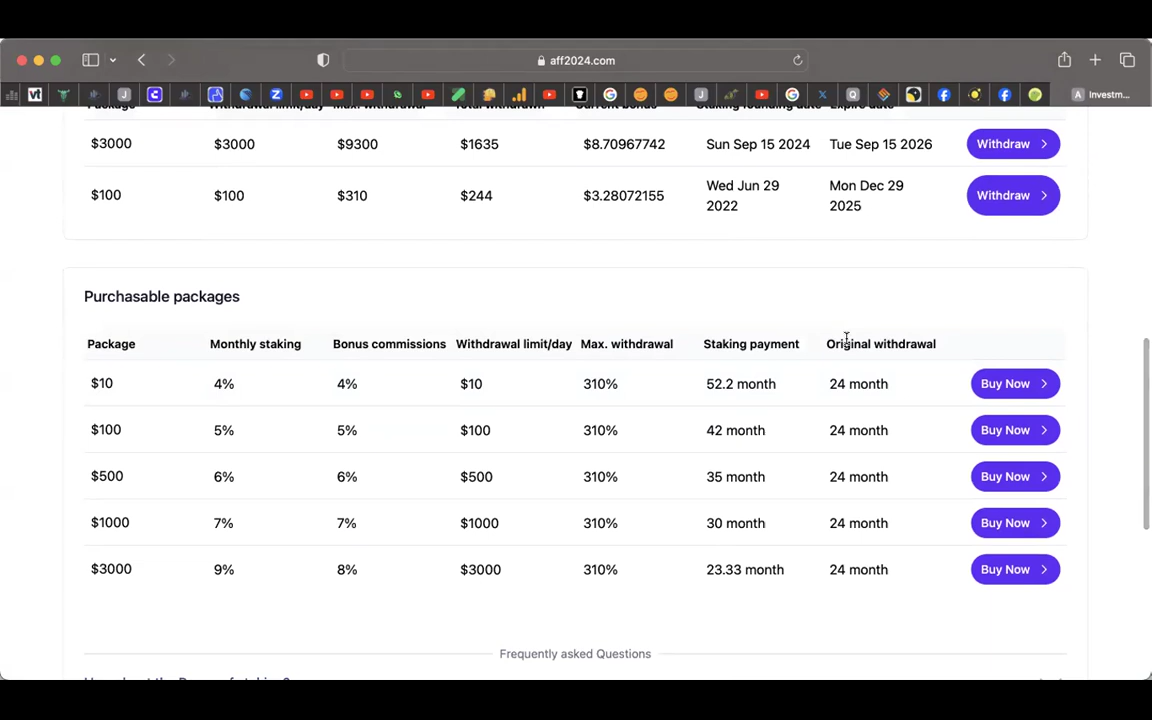 aff2024.com
Investm...
$3000 $3000 $9300 $1635 $8.70967742 Sun Sep 15 2024 Tue Sep 15 2026 Withdraw
$100 $100 $310 $244 $3.28072155 Wed Jun 29 2022 Mon Dec 29 2025 Withdraw
Purchasable packages
Package Monthly staking Bonus commissions Withdrawal limit/day Max. withdrawal Staking payment Original withdrawal
$10 4% 4% $10 310% 52.2 month 24 month Buy Now
$100 5% 5% $100 310% 42 month 24 month Buy Now
$500 6% 6% $500 310% 35 month 24 month Buy Now
$1000 7% 7% $1000 310% 30 month 24 month Buy Now
$3000 9% 8% $3000 310% 23.33 month 24 month Buy Now
Frequently asked Questions